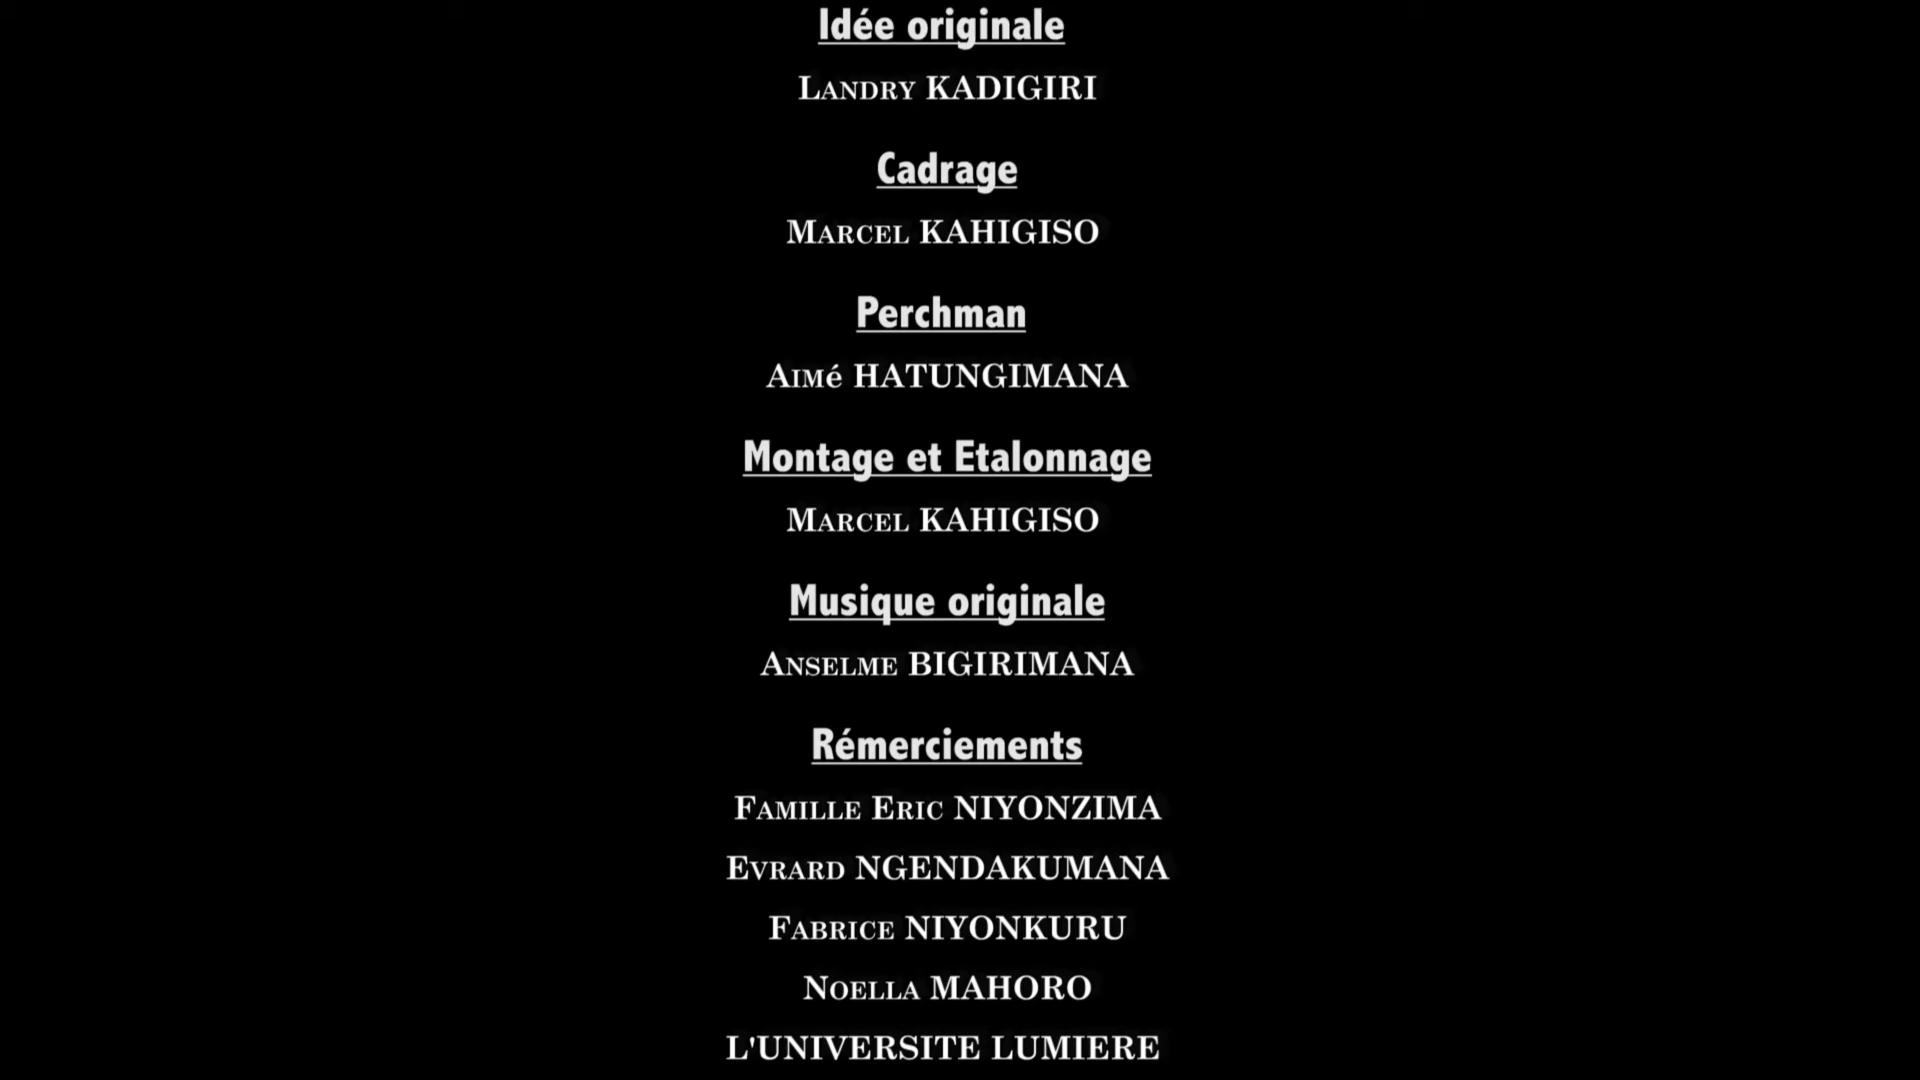 Idée originale
Landry KADIGIRI
Cadrage
Marcel KAHIGISO
Perchman
Aimé HATUNGIMANA
Montage et Etalonnage
Marcel KAHIGISO
Musique originale
Anselme BIGIRIMANA
Rémerciements
Famille Eric NIYONZIMA
Evrard NGENDAKUMANA
Fabrice NIYONKURU
Noella MAHORO
L'UNIVERSITE LUMIERE